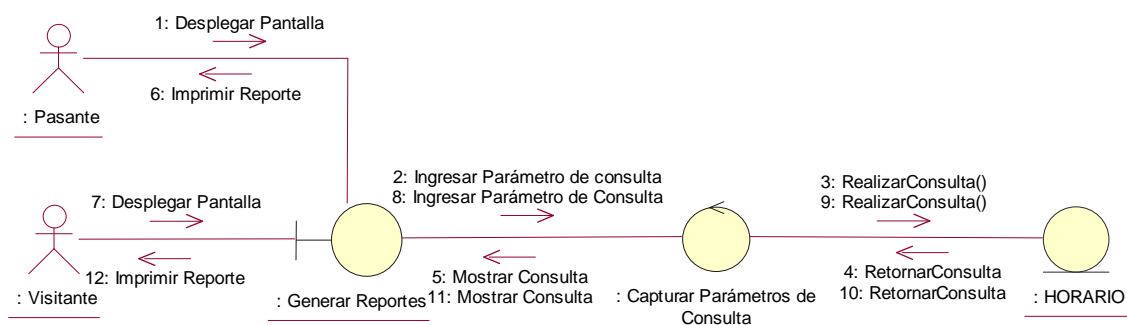 1: Desplegar Pantalla
6: Imprimir Reporte
: Pasante
2: Ingresar Parámetro de consulta
8: Ingresar Parámetro de Consulta
3: RealizarConsulta()
9: RealizarConsulta()
7: Desplegar Pantalla
12: Imprimir Reporte
: Visitante
5: Mostrar Consulta
11: Mostrar Consulta
: Generar Reportes
: Capturar Parámetros de
Consulta
4: RetornarConsulta
10: RetornarConsulta
: HORARIO